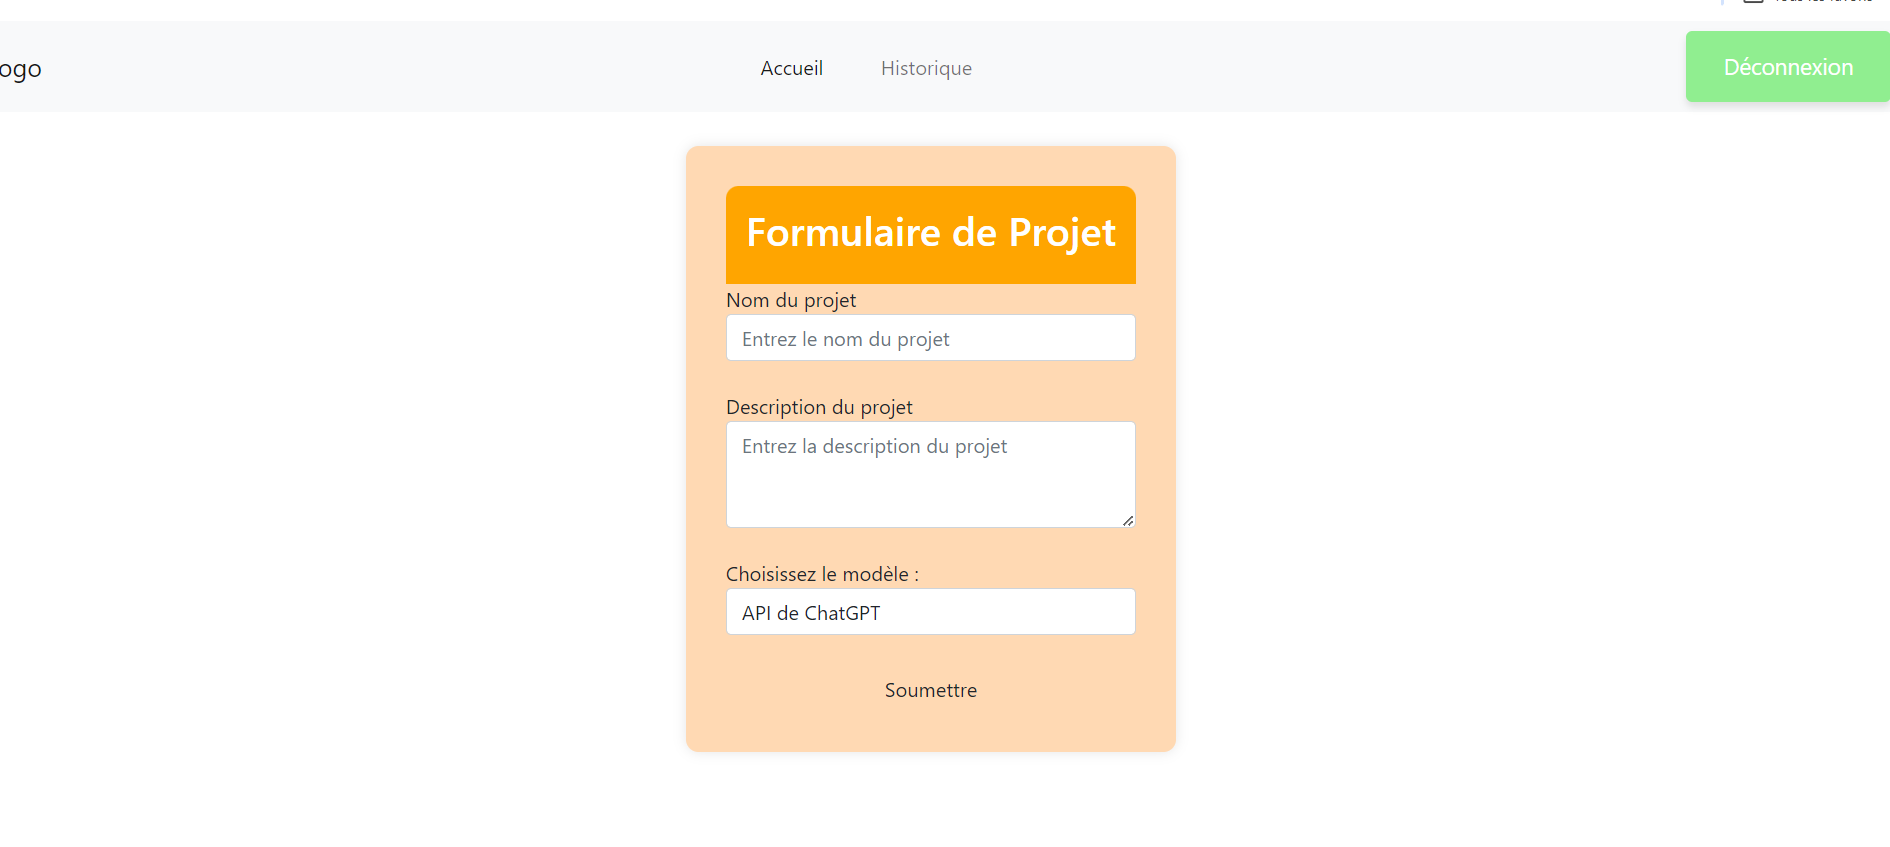 ogo
Accueil
Historique
Déconnexion
Formulaire de Projet
Nom du projet
Entrez le nom du projet
Description du projet
Entrez la description du projet
Choisissez le modèle :
API de ChatGPT
Soumettre